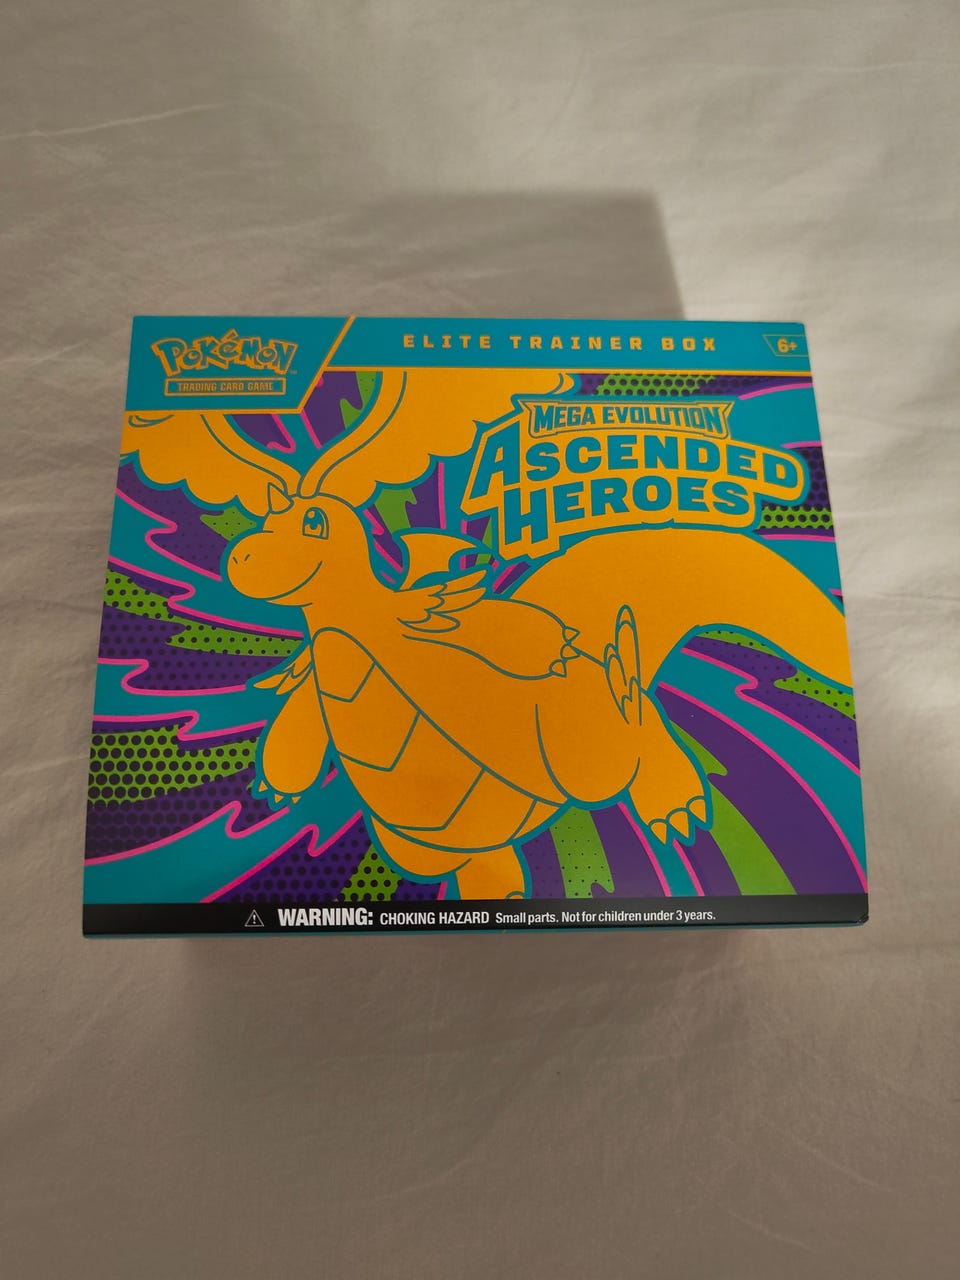 POKéMON
TRADING CARD GAME
ELITE TRAINER BOX
6+
MEGA EVOLUTION
ASCENDED
HEROES
WARNING: CHOKING HAZARD Small parts. Not for children under 3 years.